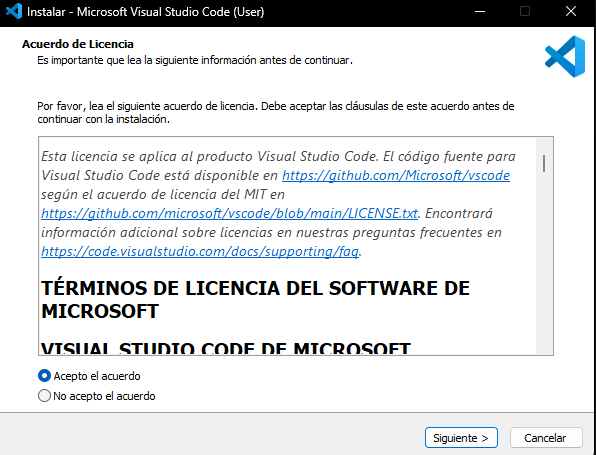 Instalar - Microsoft Visual Studio Code (User)
Acuerdo de Licencia
Es importante que lea la siguiente información antes de continuar.
Por favor, lea el siguiente acuerdo de licencia. Debe aceptar las cláusulas de este acuerdo antes de
continuar con la instalación.
Esta licencia se aplica al producto Visual Studio Code. El código fuente para
Visual Studio Code está disponible en https://github.com/Microsoft/vscode
según el acuerdo de licencia del MIT en
https://github.com/microsoft/vscode/blob/main/LICENSE.txt. Encontrará
información adicional sobre licencias en nuestras preguntas frecuentes en
https://code.visualstudio.com/docs/supporting/faq.
TÉRMINOS DE LICENCIA DEL SOFTWARE DE
MICROSOFT
VISUAL STUDIO CODE DE MICROSOFT
Acepto el acuerdo
No acepto el acuerdo
Siguiente >
Cancelar